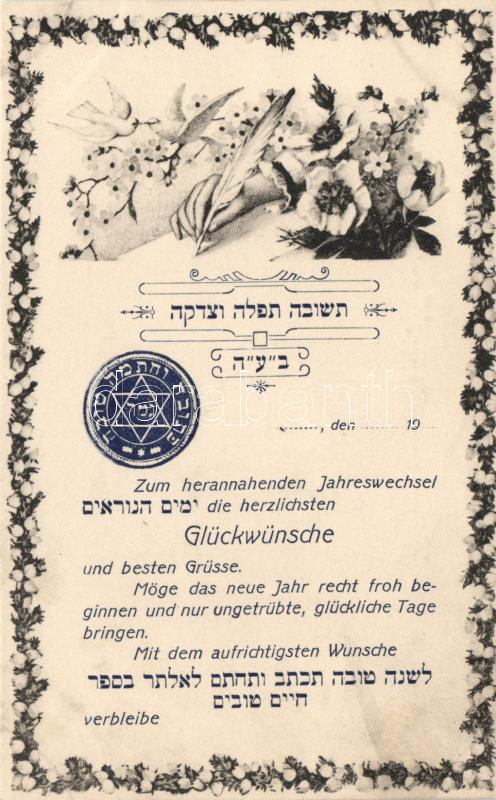 תשובה תפלה וצדקה
ב"ע"ה
darabanth
........, den ........ 19....
Zum herannahenden Jahreswechsel
ימים הנוראים die herzlichsten
Glückwünsche
und besten Grüsse.
Möge das neue Jahr recht froh be-
ginnen und nur ungetrübte, glückliche Tage
bringen.
Mit dem aufrichtigsten Wunsche
לשנה טובה תכתב ותחתם לאלתר בספר
חיים טובים
verbleibe